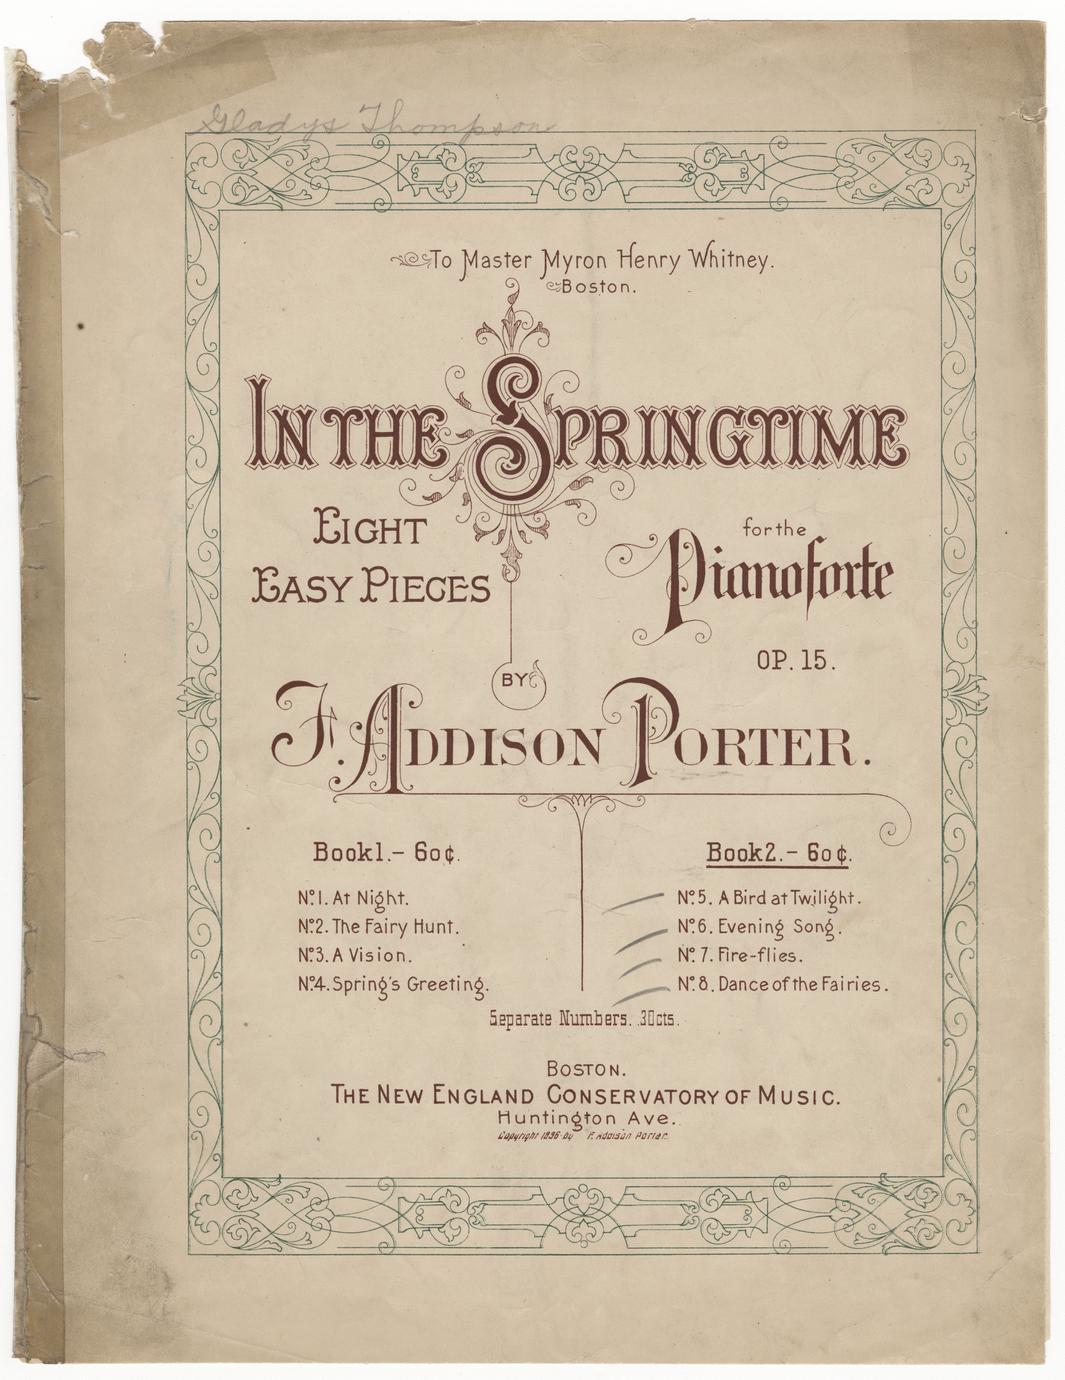 Gladys Thompson
To Master Myron Henry Whitney.
Boston.
IN THE SPRINGTIME
EIGHT
EASY PIECES
for the
Pianoforte
OP. 15.
BY
F. ADDISON PORTER.
Book 1. – 60¢.
No. 1. At Night.
No. 2. The Fairy Hunt.
No. 3. A Vision.
No. 4. Spring's Greeting.
Book 2. – 60¢.
No. 5. A Bird at Twilight.
No. 6. Evening Song.
No. 7. Fire-flies.
No. 8. Dance of the Fairies.
Separate Numbers. 30cts.
BOSTON.
THE NEW ENGLAND CONSERVATORY OF MUSIC.
Huntington Ave.
Copyright 1896 by F. Addison Porter.